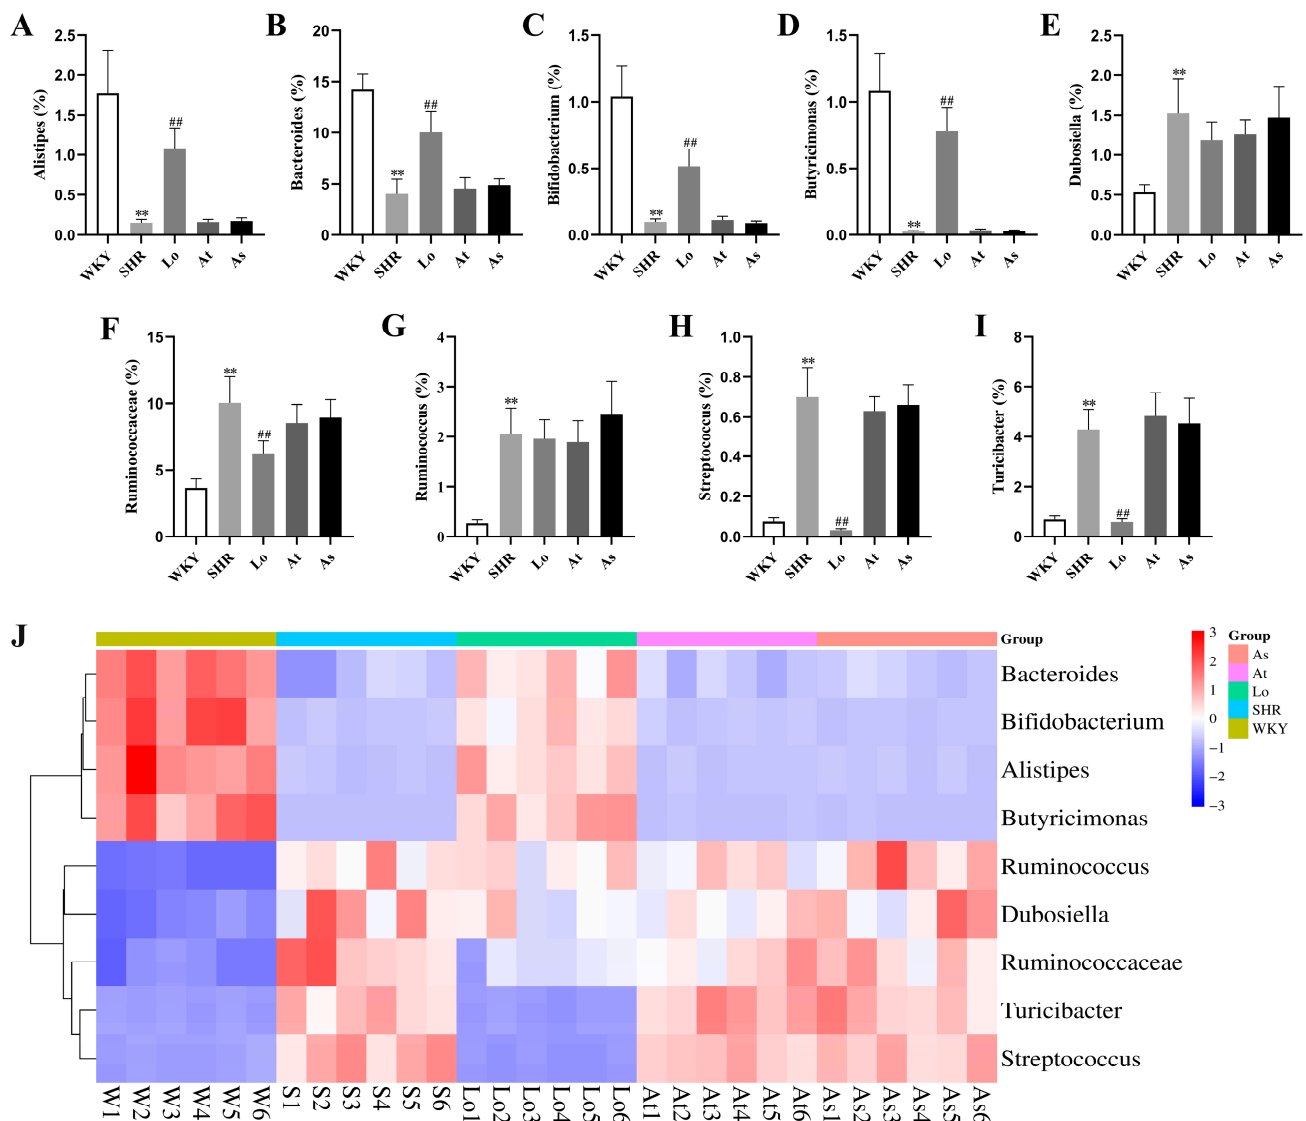 A
Alistipes (%)
2.5
2.0
1.5
1.0
0.5
0.0
**
##
WKY
SHR
Lo
At
As
B
Bacteroides (%)
20
15
10
5
0
**
##
WKY
SHR
Lo
At
As
C
Bifidobacterium (%)
1.5
1.0
0.5
0.0
**
##
WKY
SHR
Lo
At
As
D
Butyricimonas (%)
1.5
1.0
0.5
0.0
**
##
WKY
SHR
Lo
At
As
E
Dubosiella (%)
2.5
2.0
1.5
1.0
0.5
0.0
**
WKY
SHR
Lo
At
As
F
Ruminoccaceae (%)
15
10
5
0
**
##
WKY
SHR
Lo
At
As
G
Ruminococcus (%)
4
3
2
1
0
**
WKY
SHR
Lo
At
As
H
Streptococcus (%)
1.0
0.8
0.6
0.4
0.2
0.0
**
##
WKY
SHR
Lo
At
As
I
Turicibacter (%)
8
6
4
2
0
**
##
WKY
SHR
Lo
At
As
J
Group
Bacteroides
Bifidobacterium
Alistipes
Butyricimonas
Ruminococcus
Dubosiella
Ruminoccaceae
Turicibacter
Streptococcus
W1
W2
W3
W4
W5
W6
S1
S2
S3
S4
S5
S6
Lo1
Lo2
Lo3
Lo4
Lo5
Lo6
At1
At2
At3
At4
At5
At6
As1
As2
As3
As4
As5
As6
3
2
1
0
−1
−2
−3
Group
As
At
Lo
SHR
WKY